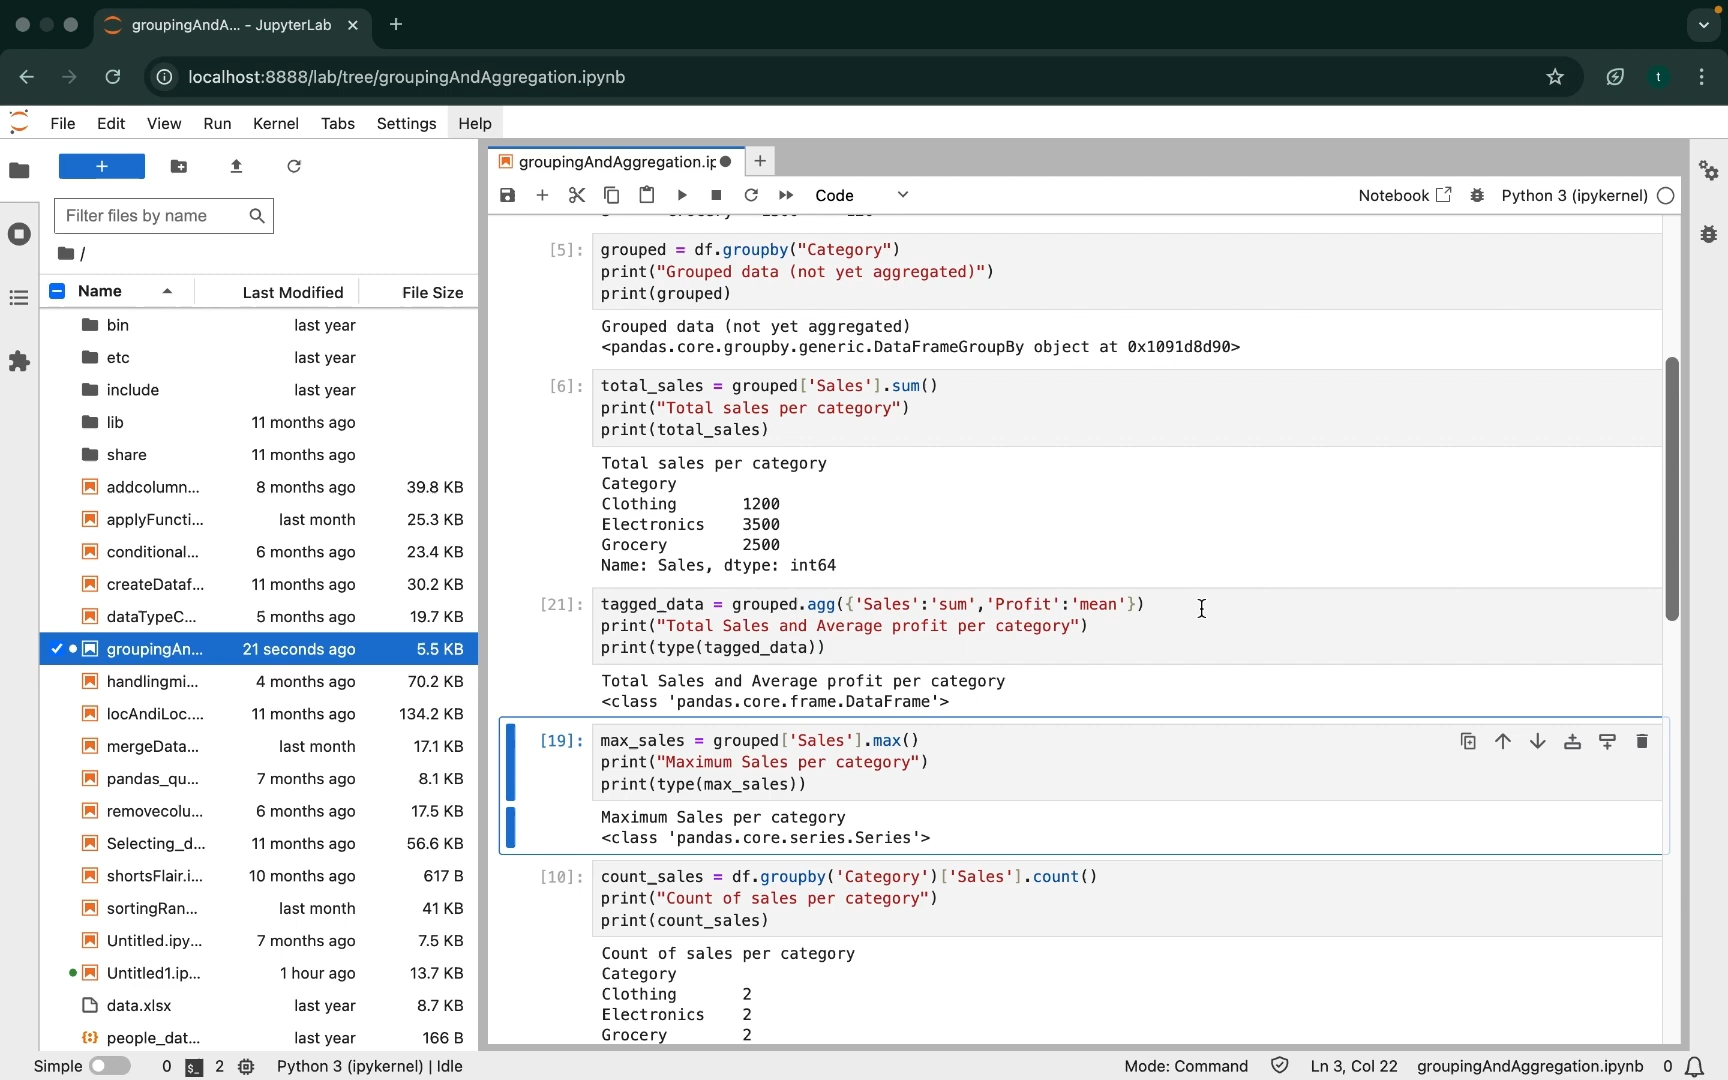 groupingAndA... - JupyterLab
localhost:8888/lab/tree/groupingAndAggregation.ipynb
t
File Edit View Run Kernel Tabs Settings Help
Filter files by name
/
Name Last Modified File Size
bin last year
etc last year
include last year
lib 11 months ago
share 11 months ago
addcolumn... 8 months ago 39.8 KB
applyFuncti... last month 25.3 KB
conditional... 6 months ago 23.4 KB
createDataf... 11 months ago 30.2 KB
dataTypeC... 5 months ago 19.7 KB
groupingAn... 21 seconds ago 5.5 KB
handlingmi... 4 months ago 70.2 KB
locAndiLoc.... 11 months ago 134.2 KB
mergeData... last month 17.1 KB
pandas_qu... 7 months ago 8.1 KB
removecolu... 6 months ago 17.5 KB
Selecting_d... 11 months ago 56.6 KB
shortsFlair.i... 10 months ago 617 B
sortingRan... last month 41 KB
Untitled.ipy... 7 months ago 7.5 KB
Untitled1.ip... 1 hour ago 13.7 KB
data.xlsx last year 8.7 KB
people_dat... last year 166 B
groupingAndAggregation.ip
Code
Notebook Python 3 (ipykernel)
[5]: grouped = df.groupby("Category")
print("Grouped data (not yet aggregated)")
print(grouped)
Grouped data (not yet aggregated)
<pandas.core.groupby.generic.DataFrameGroupBy object at 0x1091d8d90>
[6]: total_sales = grouped['Sales'].sum()
print("Total sales per category")
print(total_sales)
Total sales per category
Category
Clothing 1200
Electronics 3500
Grocery 2500
Name: Sales, dtype: int64
[21]: tagged_data = grouped.agg({'Sales':'sum','Profit':'mean'})
print("Total Sales and Average profit per category")
print(type(tagged_data))
Total Sales and Average profit per category
<class 'pandas.core.frame.DataFrame'>
[19]: max_sales = grouped['Sales'].max()
print("Maximum Sales per category")
print(type(max_sales))
Maximum Sales per category
<class 'pandas.core.series.Series'>
[10]: count_sales = df.groupby('Category')['Sales'].count()
print("Count of sales per category")
print(count_sales)
Count of sales per category
Category
Clothing 2
Electronics 2
Grocery 2
Simple 0 2 Python 3 (ipykernel) | Idle Mode: Command Ln 3, Col 22 groupingAndAggregation.ipynb 0